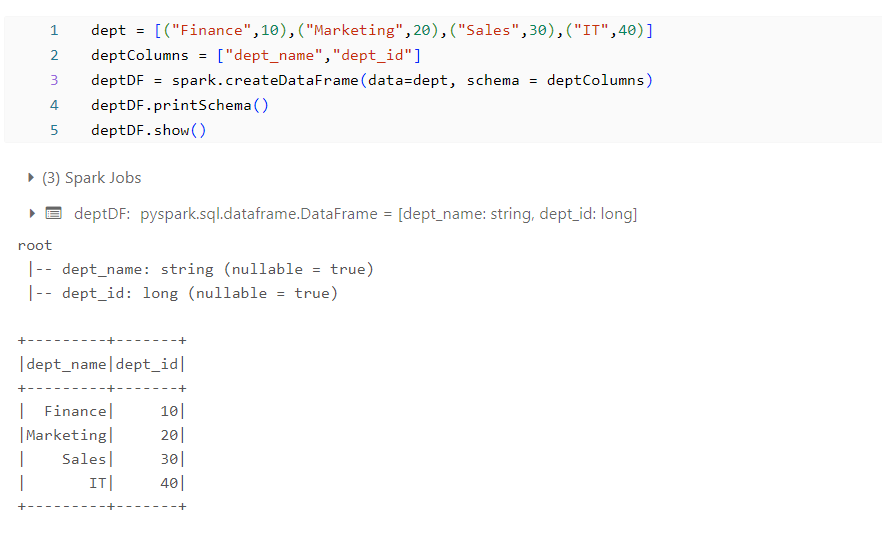 1 dept = [("Finance",10),("Marketing",20),("Sales",30),("IT",40)]
2 deptColumns = ["dept_name","dept_id"]
3 deptDF = spark.createDataFrame(data=dept, schema = deptColumns)
4 deptDF.printSchema()
5 deptDF.show()
(3) Spark Jobs
deptDF: pyspark.sql.dataframe.DataFrame = [dept_name: string, dept_id: long]
root
 |-- dept_name: string (nullable = true)
 |-- dept_id: long (nullable = true)
+---------+-------+
|dept_name|dept_id|
+---------+-------+
|  Finance|     10|
|Marketing|     20|
|    Sales|     30|
|       IT|     40|
+---------+-------+